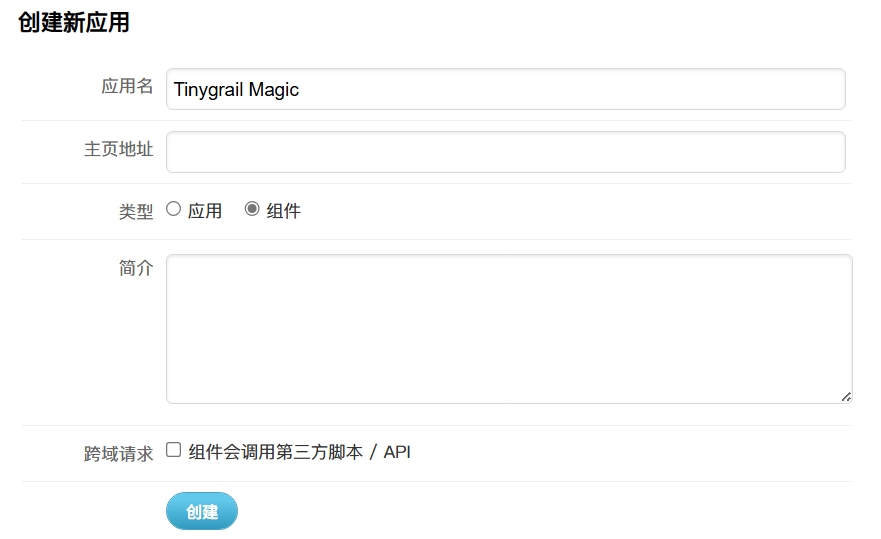 创建新应用
应用名 Tinygrail Magic
主页地址
类型 应用 组件
简介
跨域请求 组件会调用第三方脚本 / API
创建